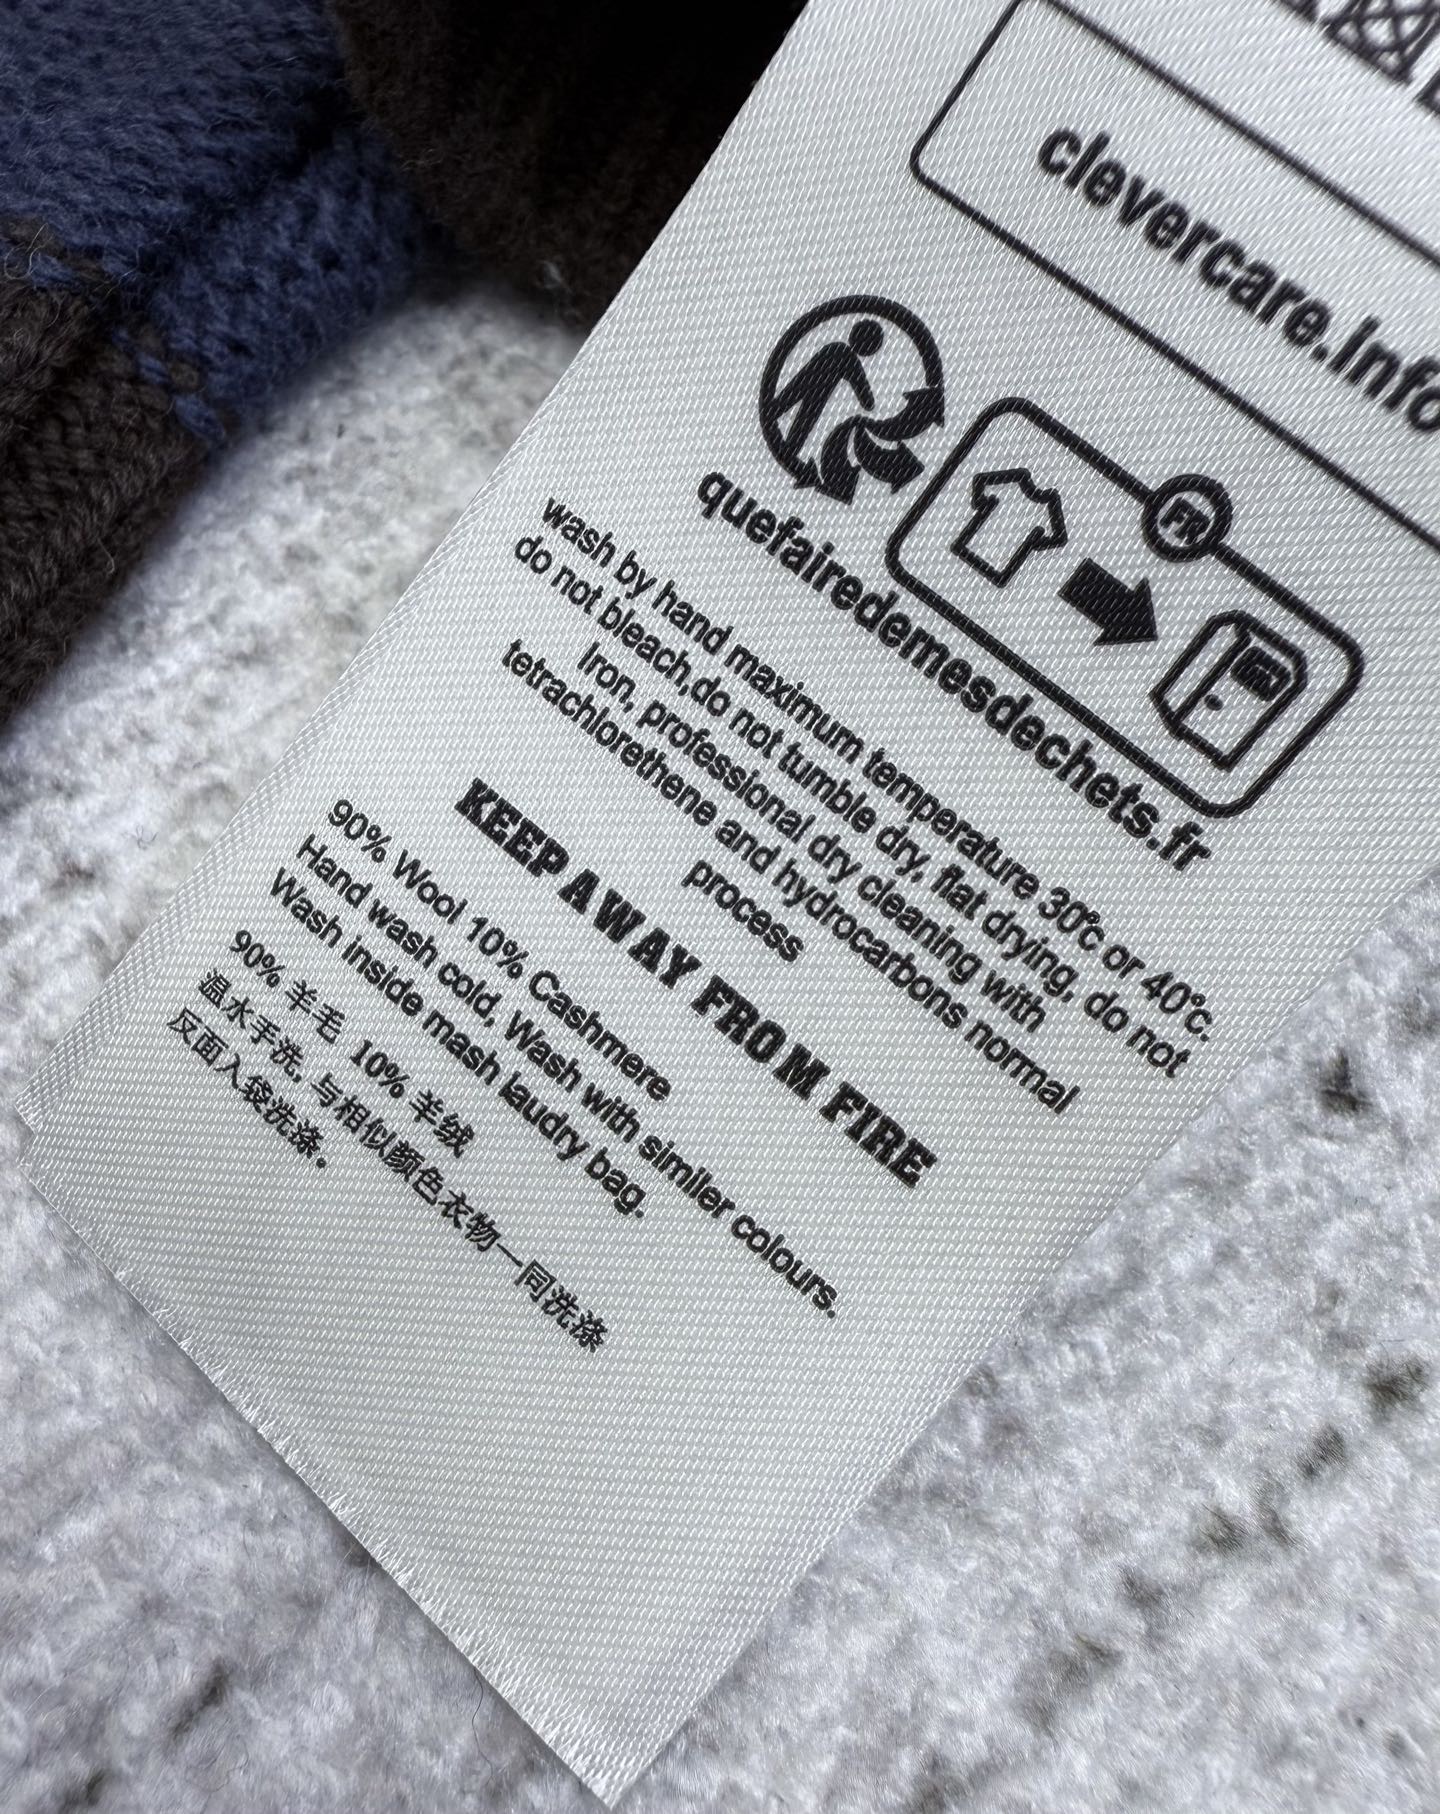 clevercare.info
FR
quefairedemesdechets.fr
wash by hand maximum temperature 30°c or 40°c.
do not bleach,do not tumble dry, flat drying, do not
Iron, professional dry cleaning with
tetrachlorethene and hydrocarbons normal
process
KEEP AWAY FROM FIRE
90% Wool 10% Cashmere
Hand wash cold, Wash with similer colours.
Wash inside mash laudry bag.
90% 羊毛 10% 羊绒
温水手洗, 与相似颜色衣物一同洗涤
反面入袋洗涤。